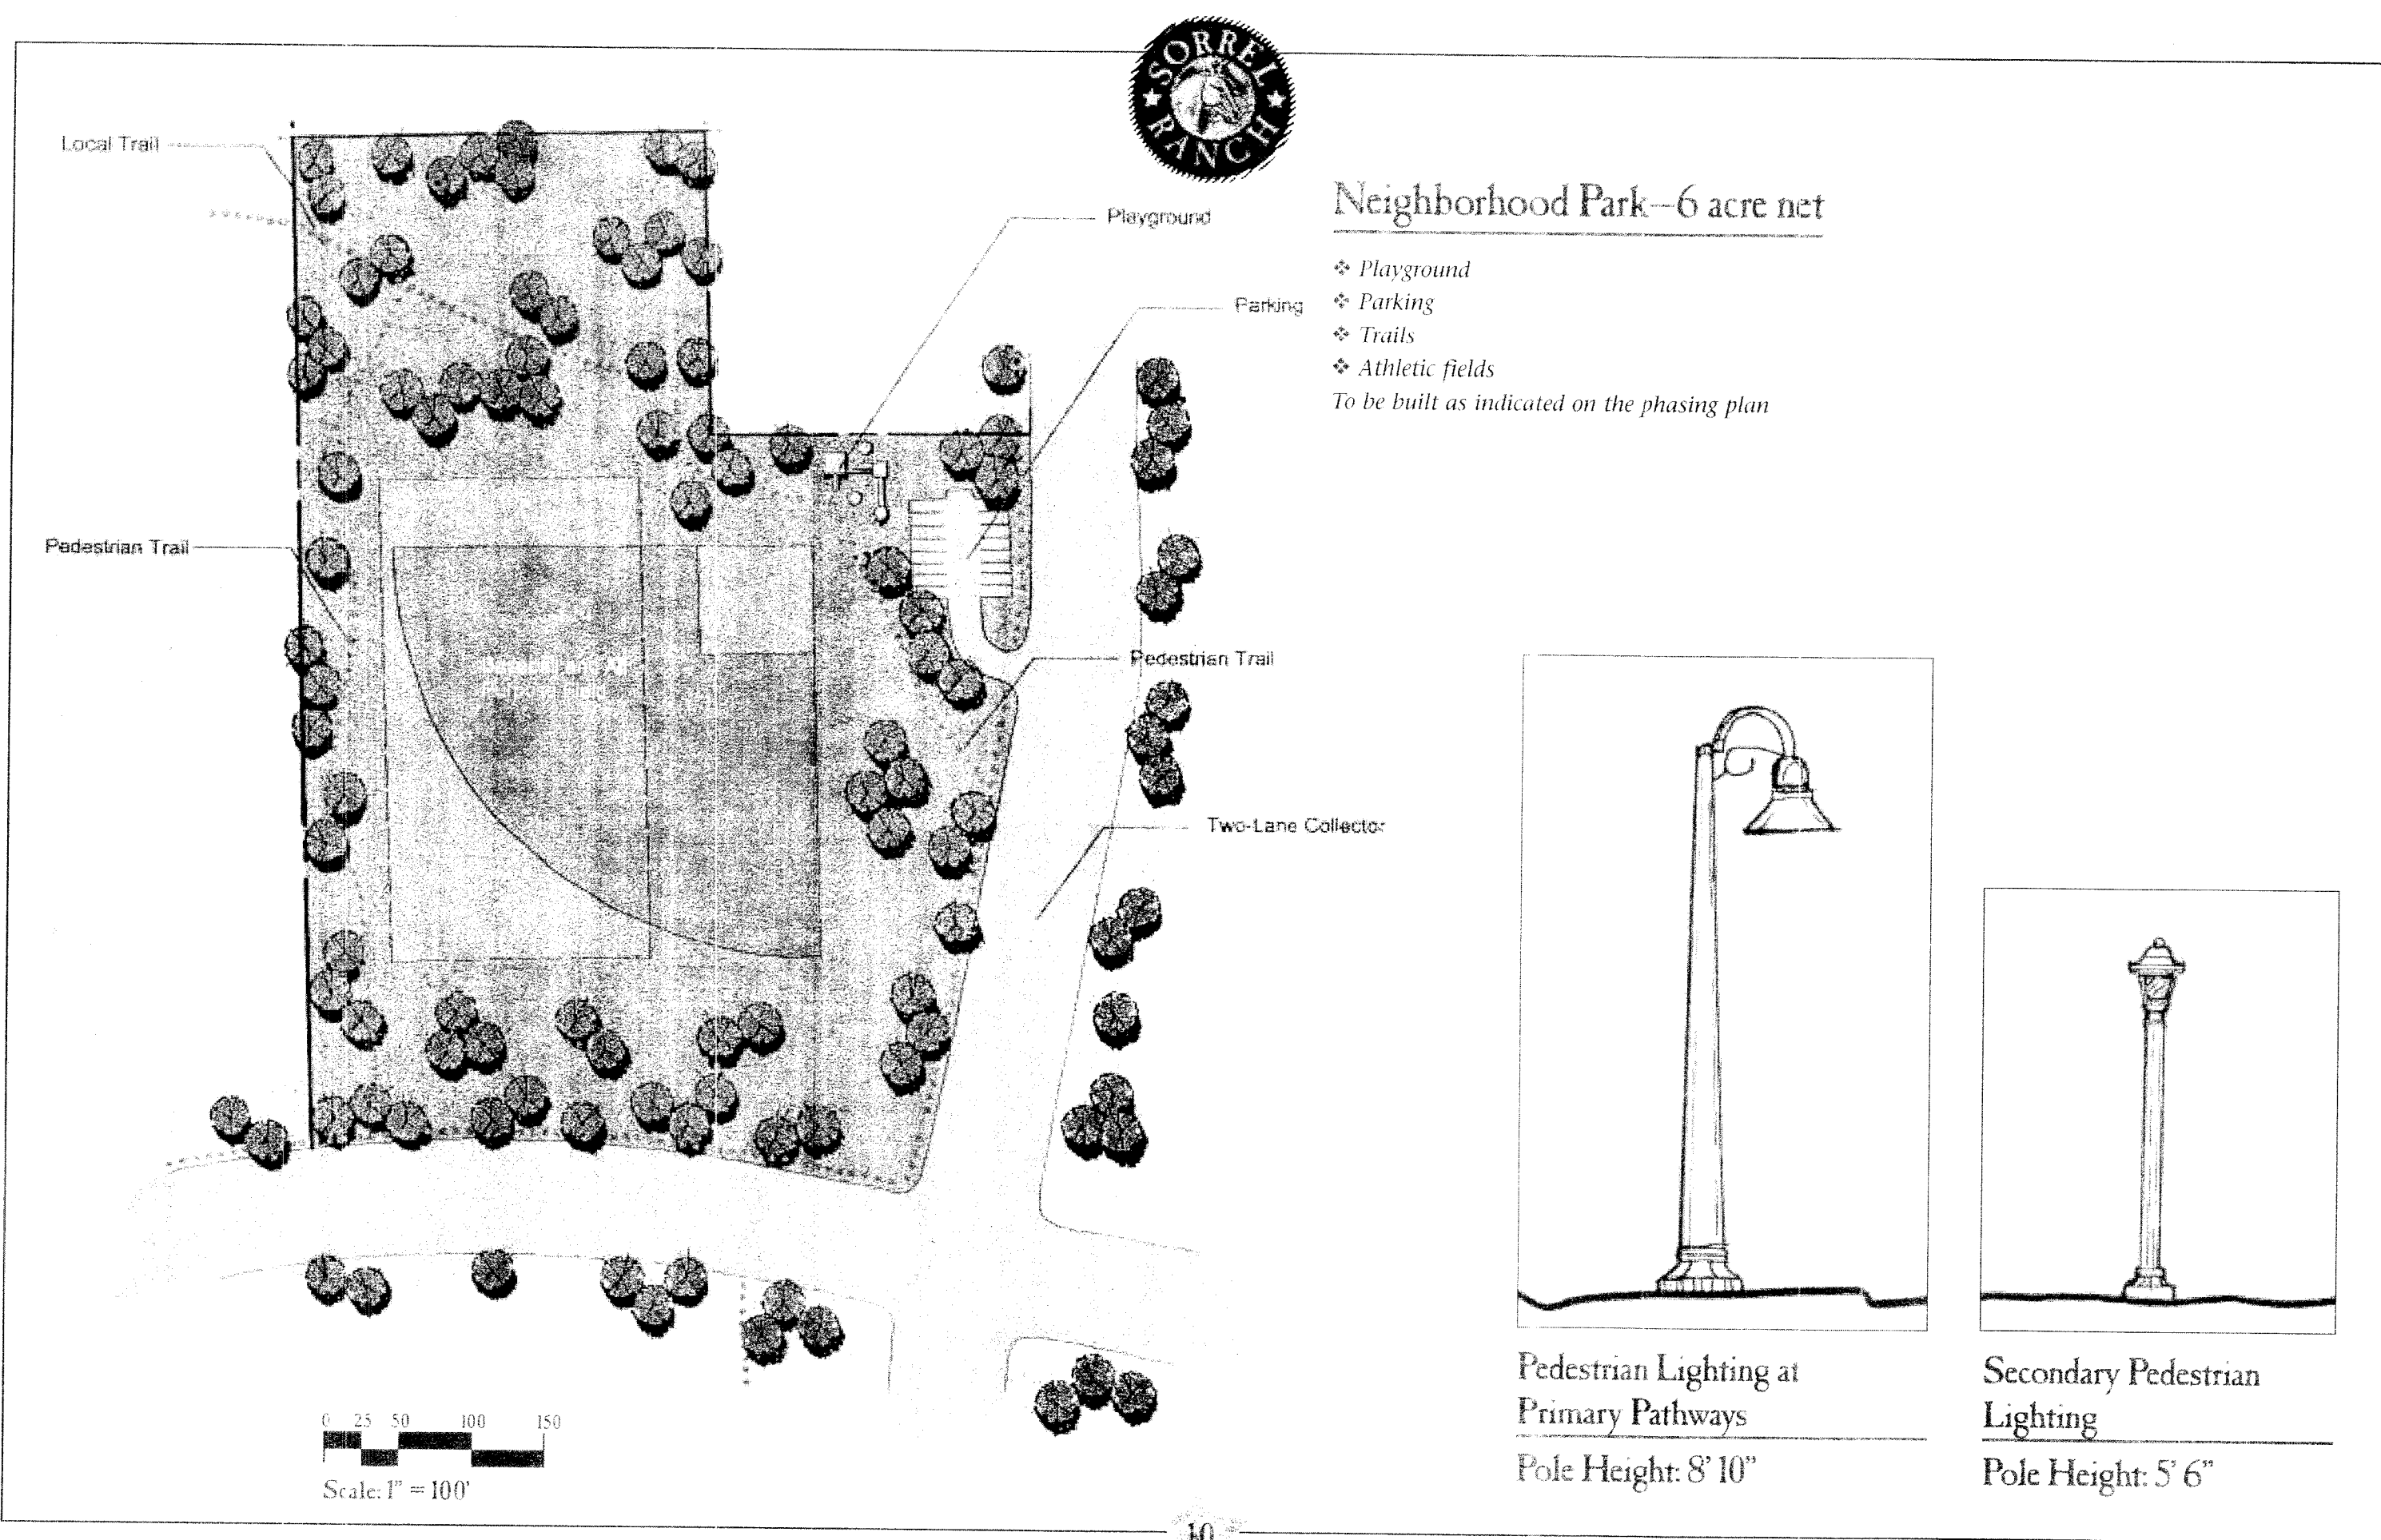 SORREL RANCH
Local Trail
Playground
Parking
Pedestrian Trail
Pedestrian Trail
Two-Lane Collector
Neighborhood Park–6 acre net
❖ Playground
❖ Parking
❖ Trails
❖ Athletic fields
To be built as indicated on the phasing plan
0 25 50 100 150
Scale: 1" = 100'
Pedestrian Lighting at
Primary Pathways
Pole Height: 8' 10"
Secondary Pedestrian
Lighting
Pole Height: 5' 6"
10